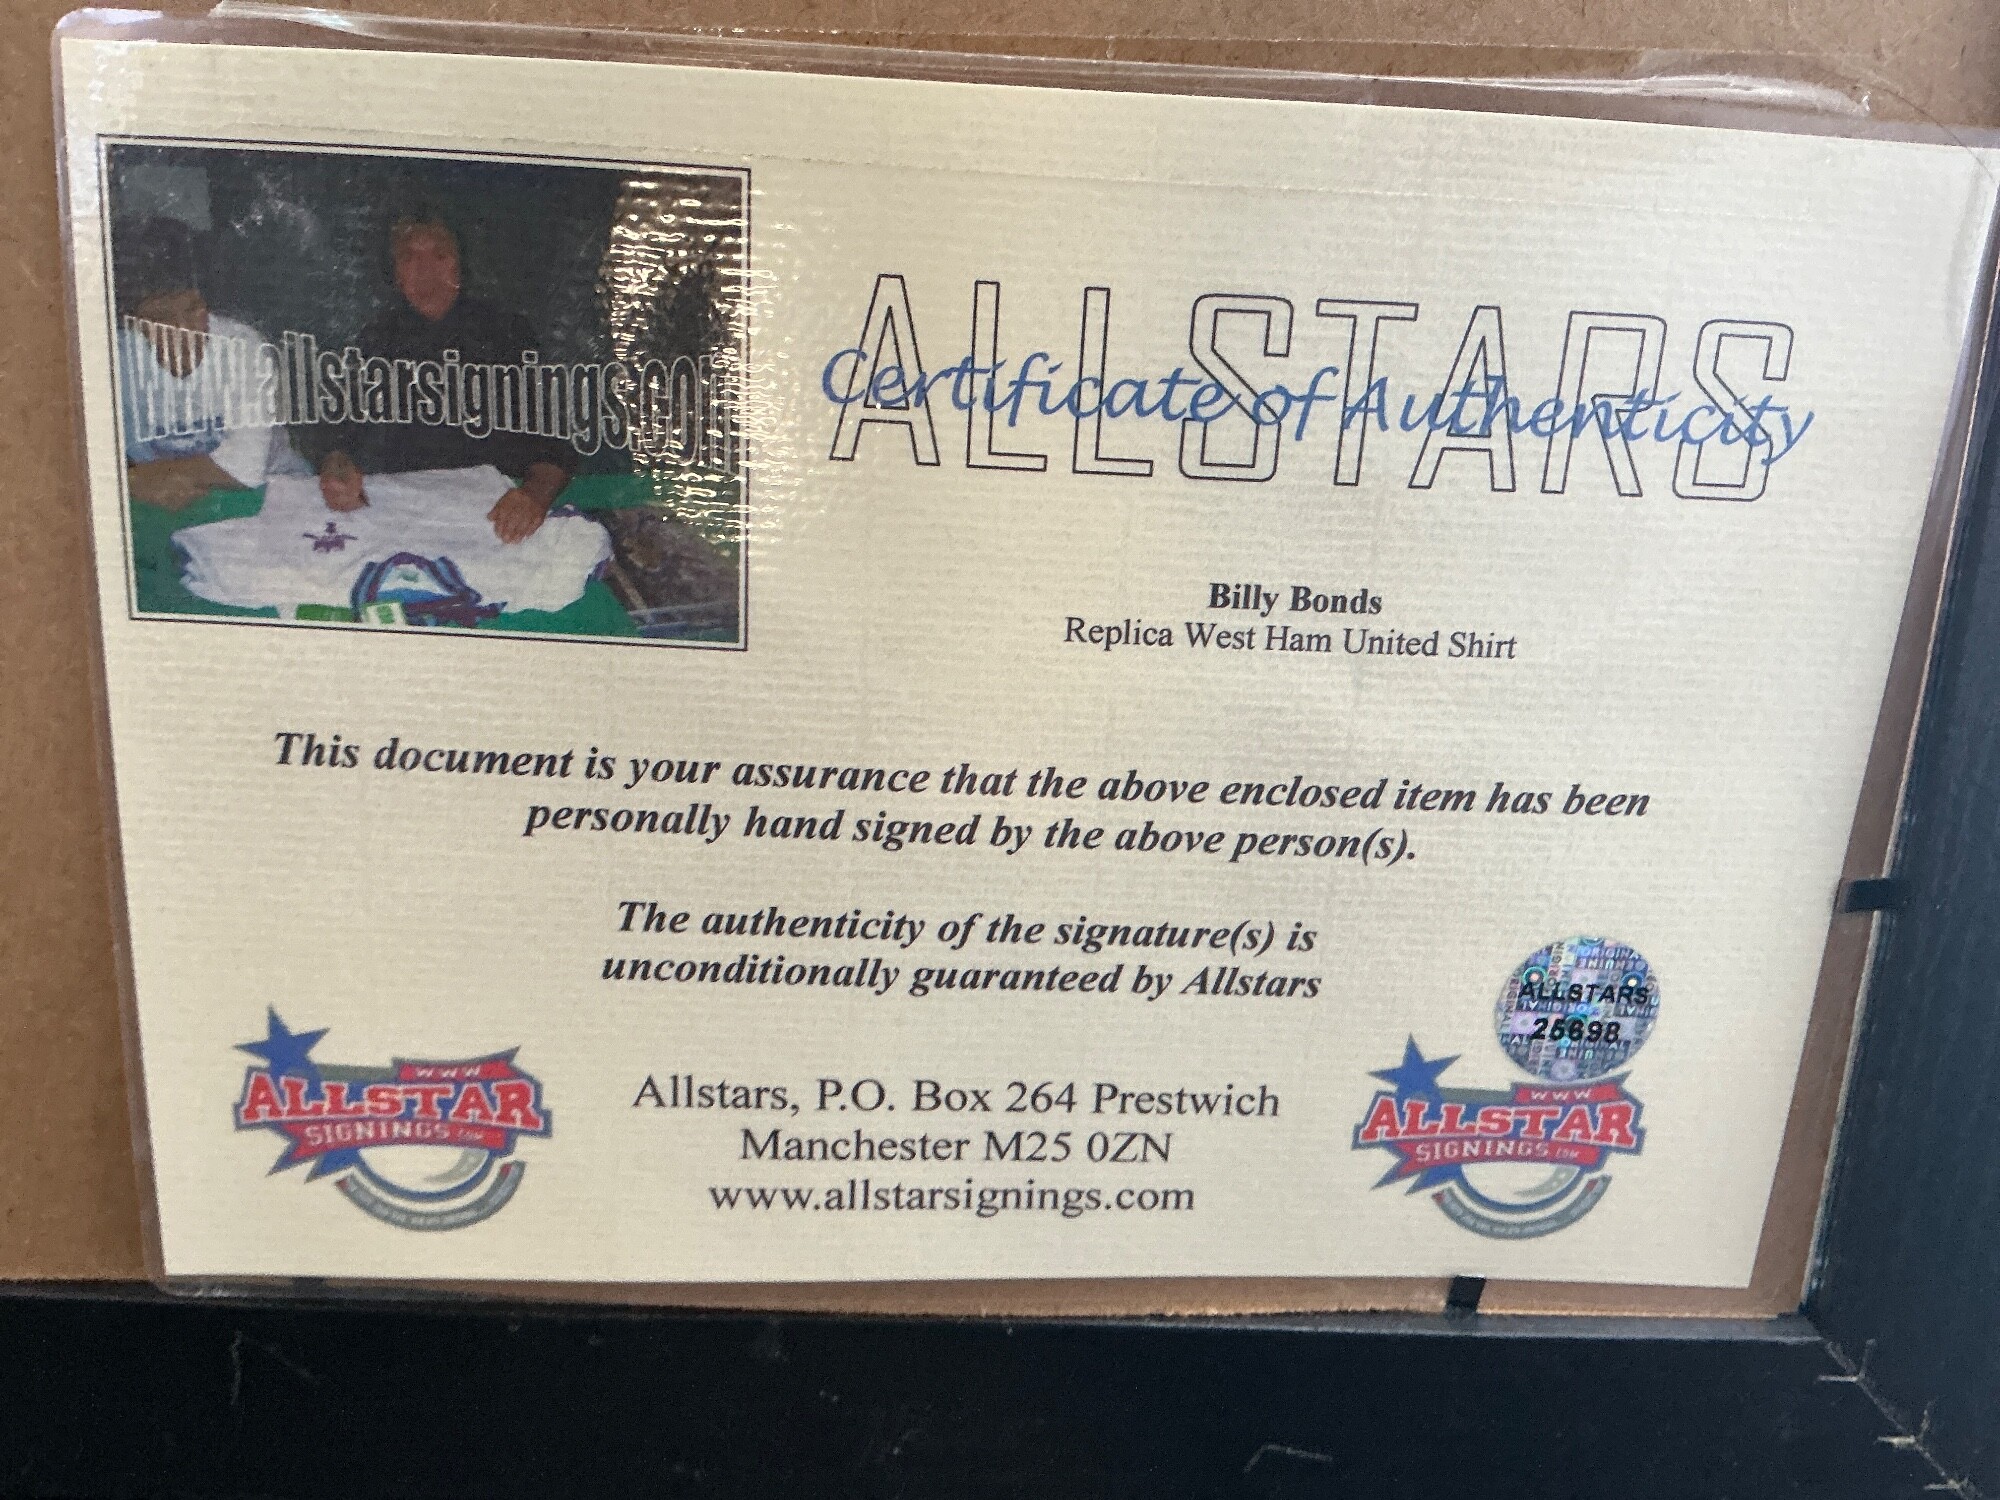 www.allstarsignings.com
ALLSTARS
Certificate of Authenticity
Billy Bonds
Replica West Ham United Shirt
This document is your assurance that the above enclosed item has been
personally hand signed by the above person(s).
The authenticity of the signature(s) is
unconditionally guaranteed by Allstars
ALLSTARS
25698
WWW
ALLSTAR
SIGNINGS.COM
Allstars, P.O. Box 264 Prestwich
Manchester M25 0ZN
www.allstarsignings.com
WWW
ALLSTAR
SIGNINGS.COM